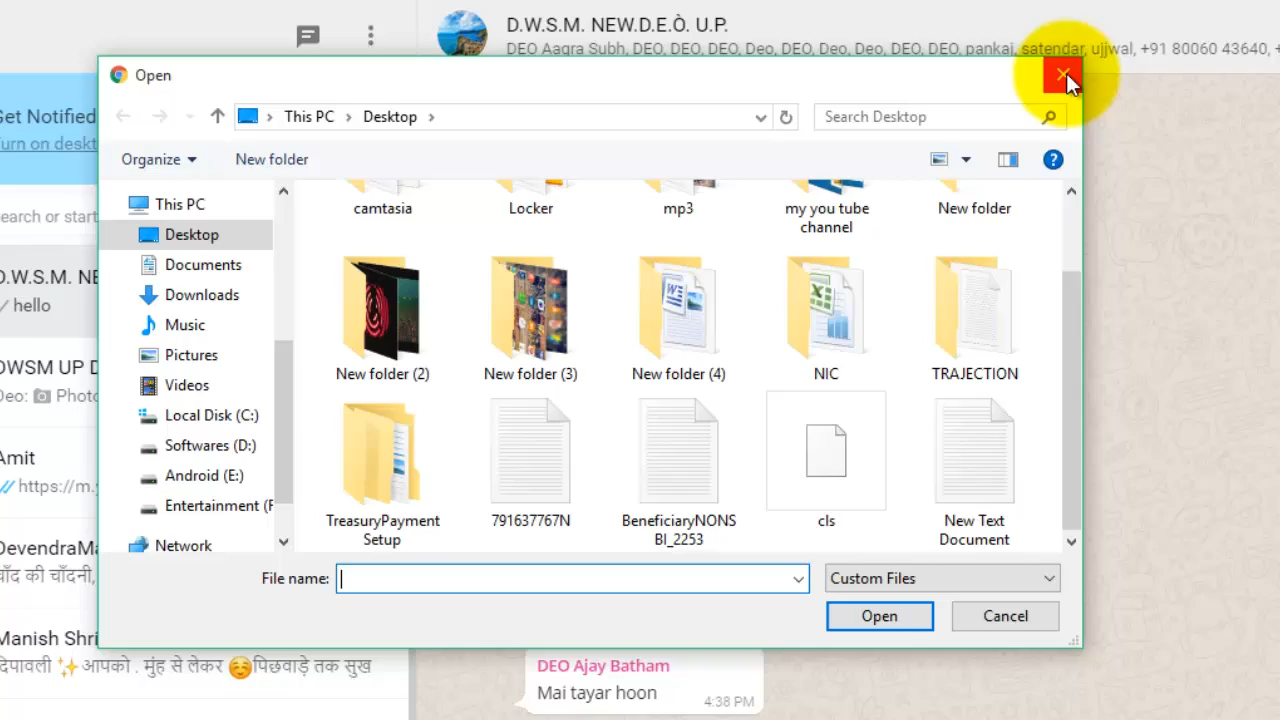 D.W.S.M. NEW.D.E.Ò. U.P.
DEO Aagra Subh, DEO, DEO, DEO, Deo, DEO, Deo, Deo, DEO, DEO, pankaj, satendar, ujjwal, +91 80060 43640,
Open
This PC > Desktop >
Search Desktop
Organize
New folder
This PC
Desktop
Documents
Downloads
Music
Pictures
Videos
Local Disk (C:)
Softwares (D:)
Android (E:)
Entertainment (F
Network
camtasia
Locker
mp3
my you tube
channel
New folder
New folder (2)
New folder (3)
New folder (4)
NIC
TRAJECTION
TreasuryPayment
Setup
791637767N
BeneficiaryNONS
BI_2253
cls
New Text
Document
File name:
Custom Files
Open
Cancel
Get Notified
Turn on deskt
earch or start
D.W.S.M. NE
hello
DWSM UP D
Deo: Photo
Amit
https://m.y
DevendraMa
चाँद की चाँदनी,
Manish Shri
दिपावली ✨आपको . मुंह से लेकर ☺️पिछवाड़े तक सुख
DEO Ajay Batham
Mai tayar hoon
4:38 PM